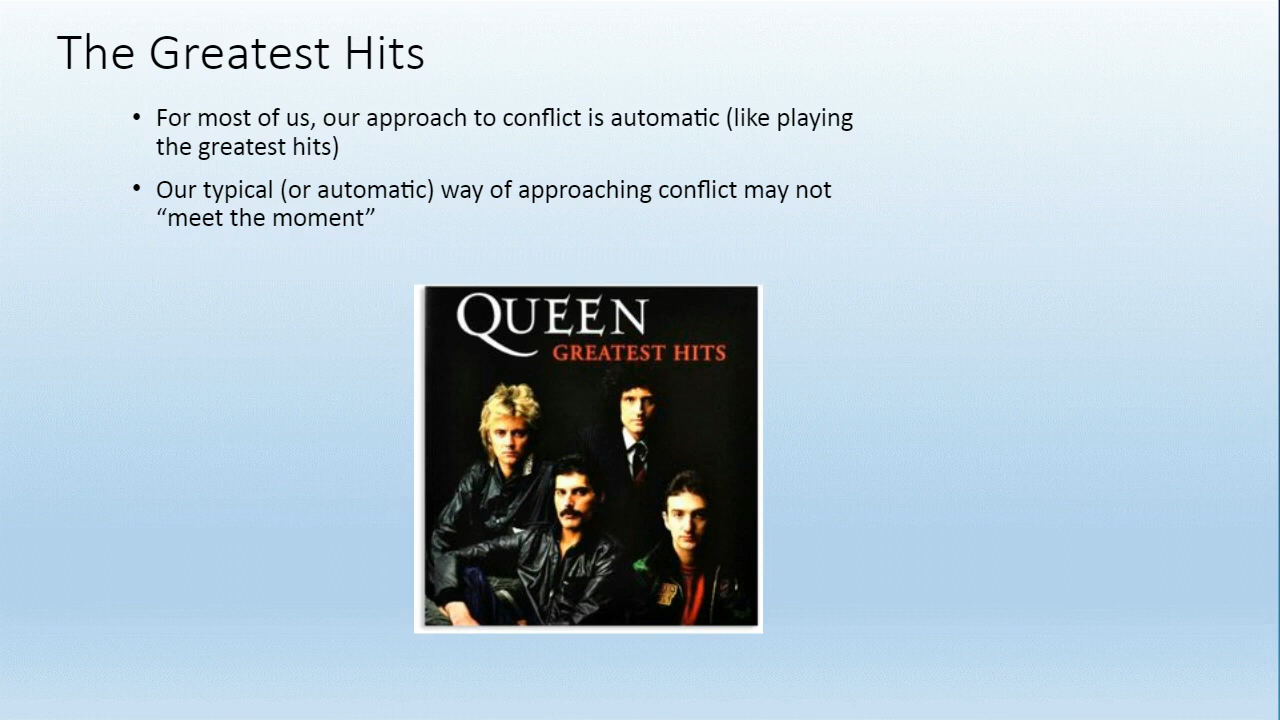 The Greatest Hits
• For most of us, our approach to conflict is automatic (like playing
the greatest hits)
• Our typical (or automatic) way of approaching conflict may not
“meet the moment”
QUEEN
GREATEST HITS